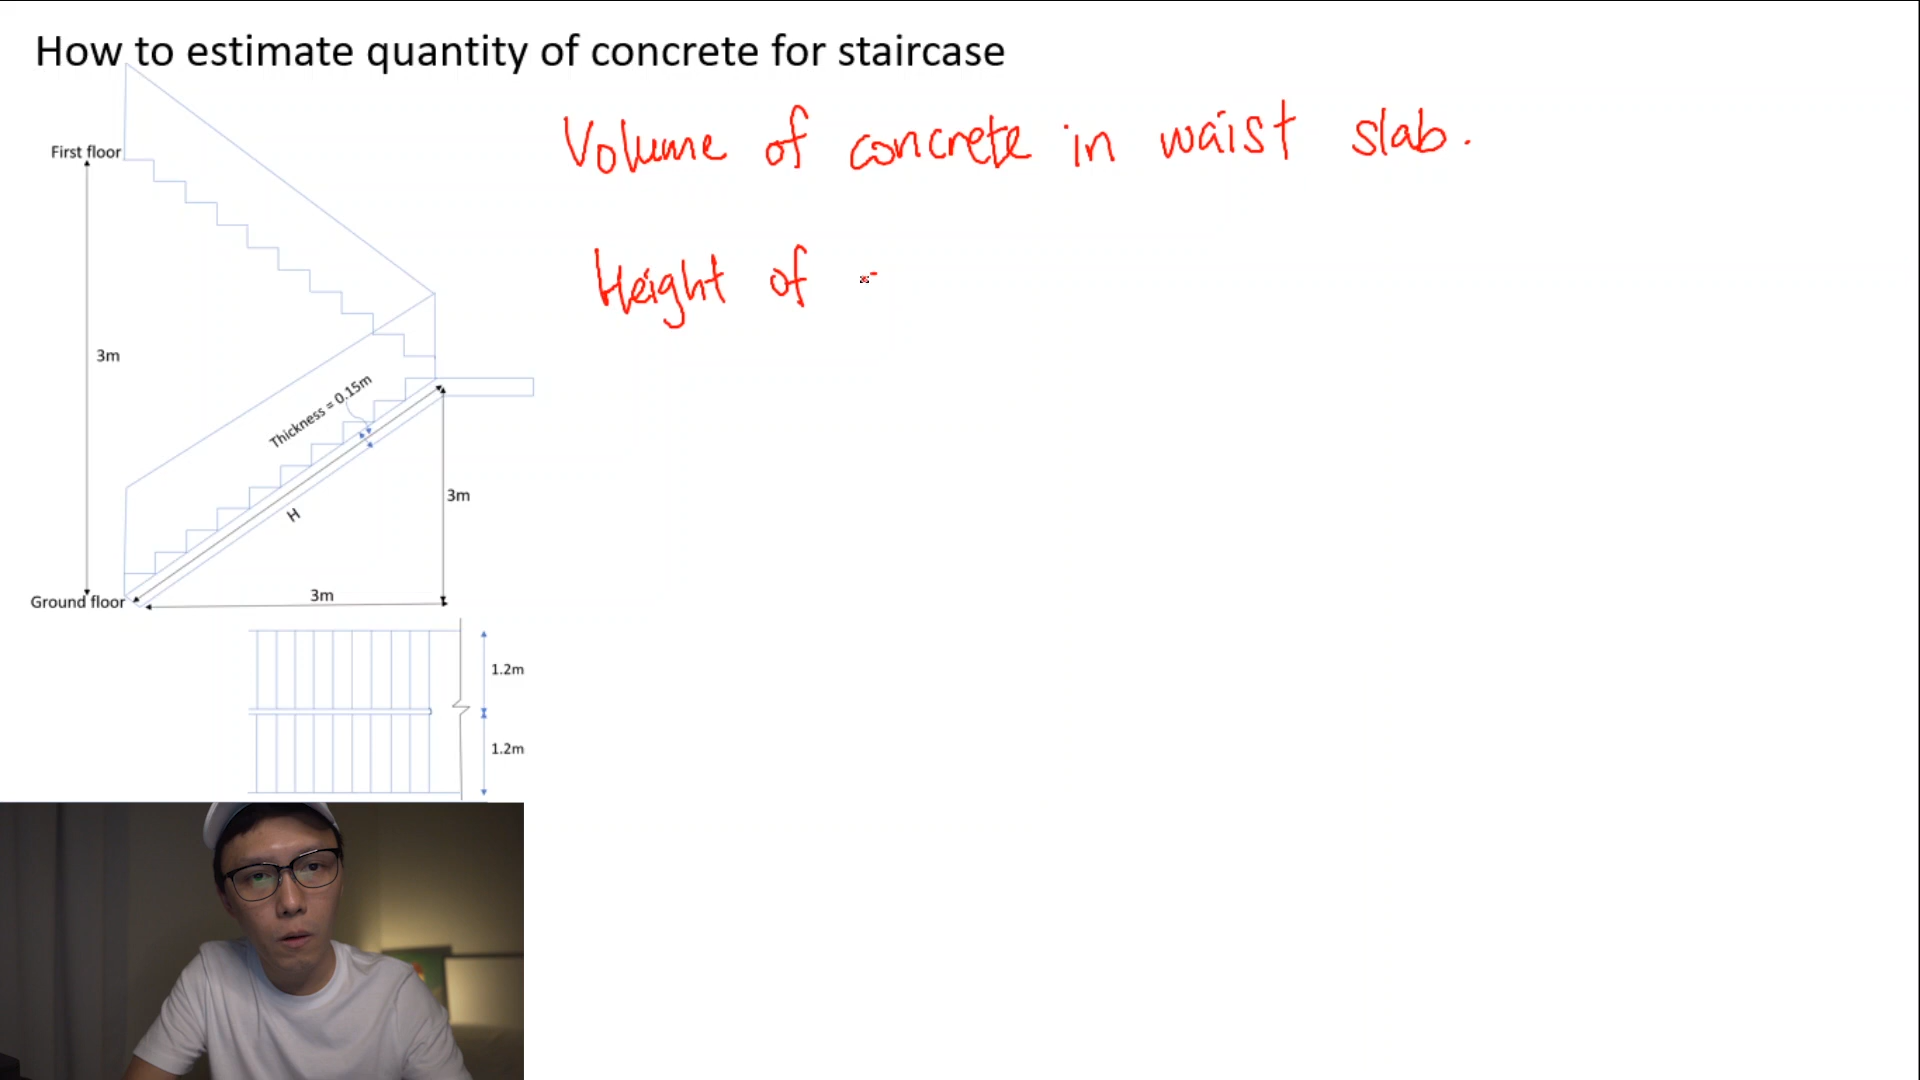 How to estimate quantity of concrete for staircase
Volume of concrete in waist slab.
Height of
First floor
3m
Thickness = 0.15m
3m
H
3m
Ground floor
1.2m
1.2m